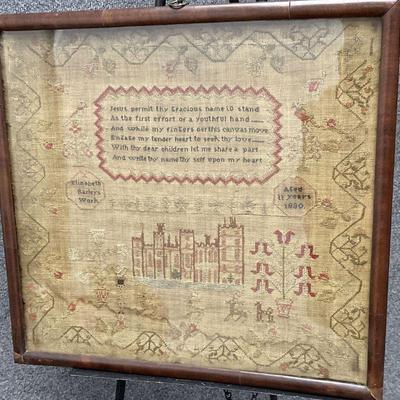 Jesus permit thy Gracious name to stand
As the first effort of a youthful hand
And while my fingers oer this canvas move
Engage my tender heart to seek thy love
With thy dear children let me share a part
And write thy name thy self upon my heart
Elizabeth
Barleys
Work.
Aged
11 years
1830.